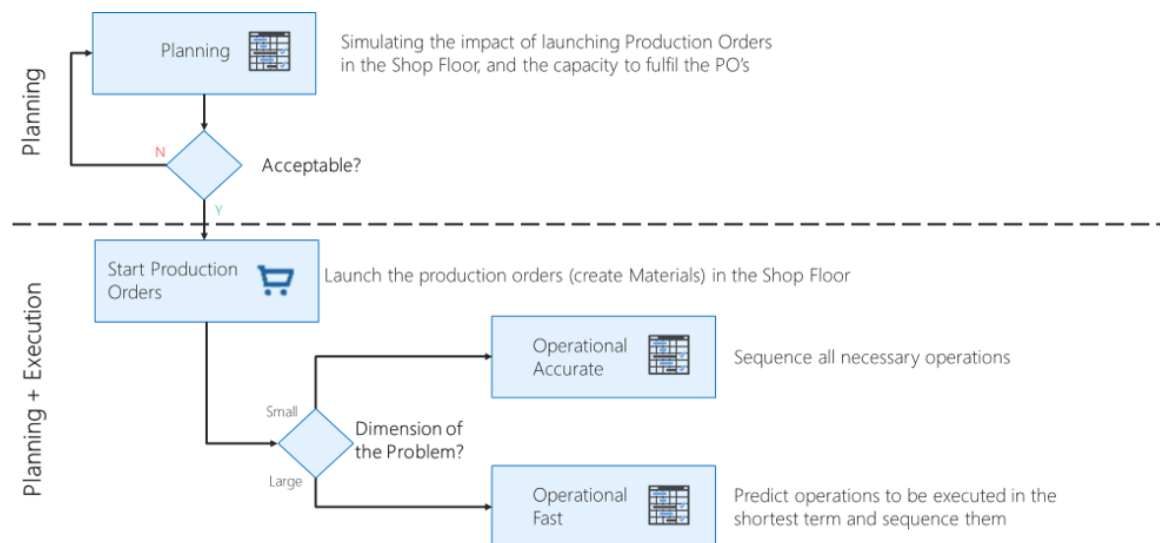 Planning
Planning
Simulating the impact of launching Production Orders
in the Shop Floor, and the capacity to fulfil the PO's
N
Acceptable?
Y
Planning + Execution
Start Production
Orders
Launch the production orders (create Materials) in the Shop Floor
Operational
Accurate
Sequence all necessary operations
Small
Dimension of
the Problem?
Large
Operational
Fast
Predict operations to be executed in the
shortest term and sequence them